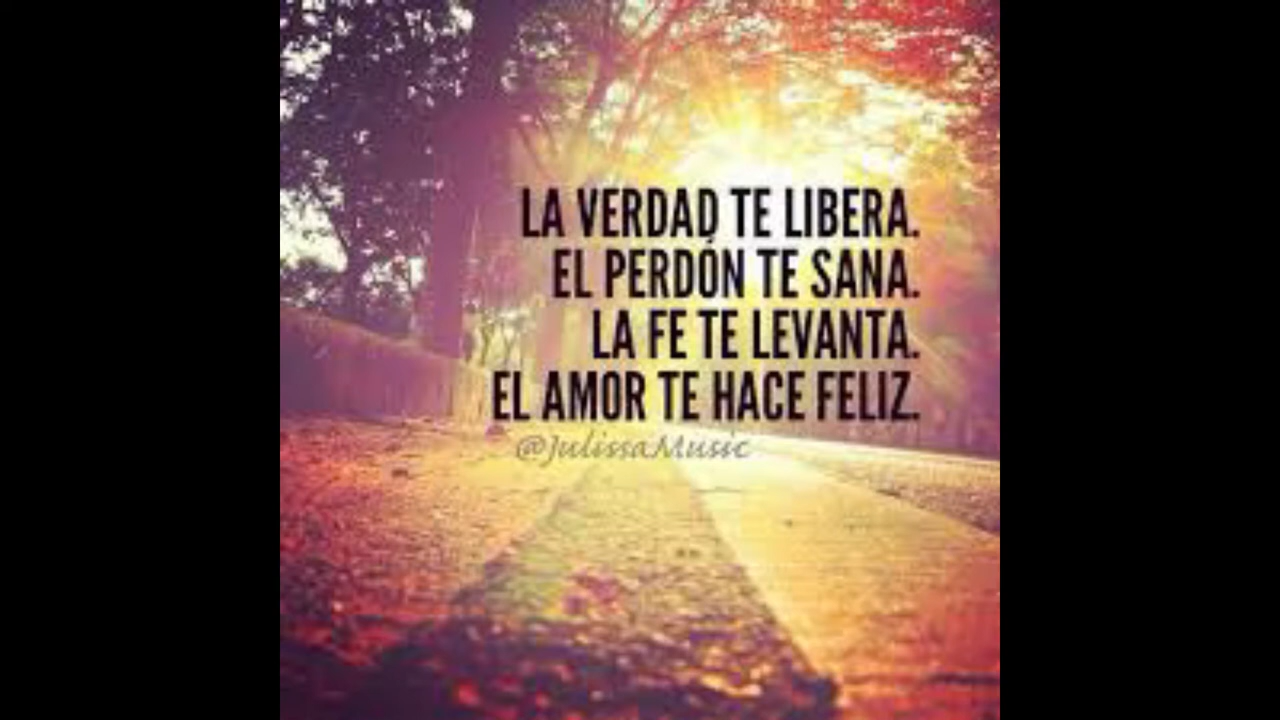 LA VERDAD TE LIBERA.
EL PERDÓN TE SANA.
LA FE TE LEVANTA.
EL AMOR TE HACE FELIZ.
@JulissaMusic